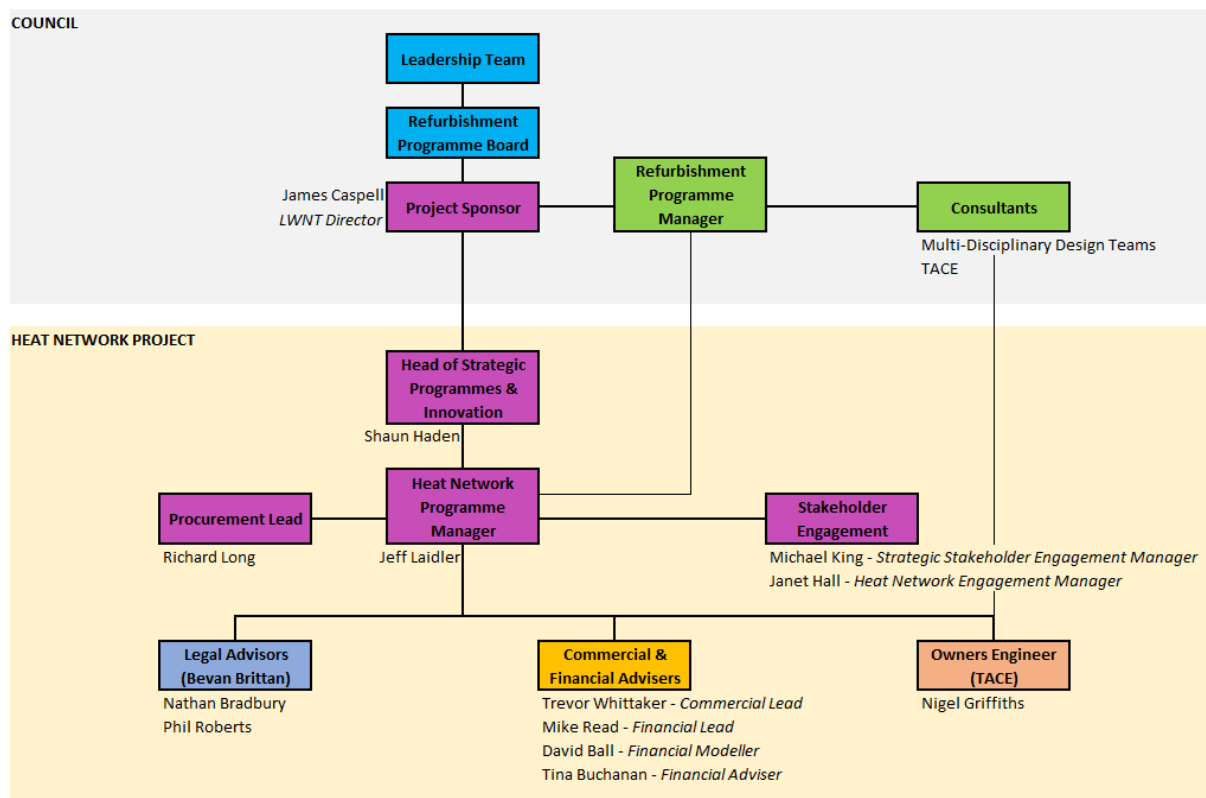 COUNCIL
Leadership Team
Refurbishment
Programme Board
James Caspell
LWNT Director
Project Sponsor
Refurbishment
Programme
Manager
Consultants
Multi-Disciplinary Design Teams
TACE
HEAT NETWORK PROJECT
Head of Strategic
Programmes &
Innovation
Shaun Haden
Heat Network
Programme
Manager
Jeff Laidler
Procurement Lead
Richard Long
Stakeholder
Engagement
Michael King - Strategic Stakeholder Engagement Manager
Janet Hall - Heat Network Engagement Manager
Legal Advisors
(Bevan Brittan)
Nathan Bradbury
Phil Roberts
Commercial &
Financial Advisers
Trevor Whittaker - Commercial Lead
Mike Read - Financial Lead
David Ball - Financial Modeller
Tina Buchanan - Financial Adviser
Owners Engineer
(TACE)
Nigel Griffiths